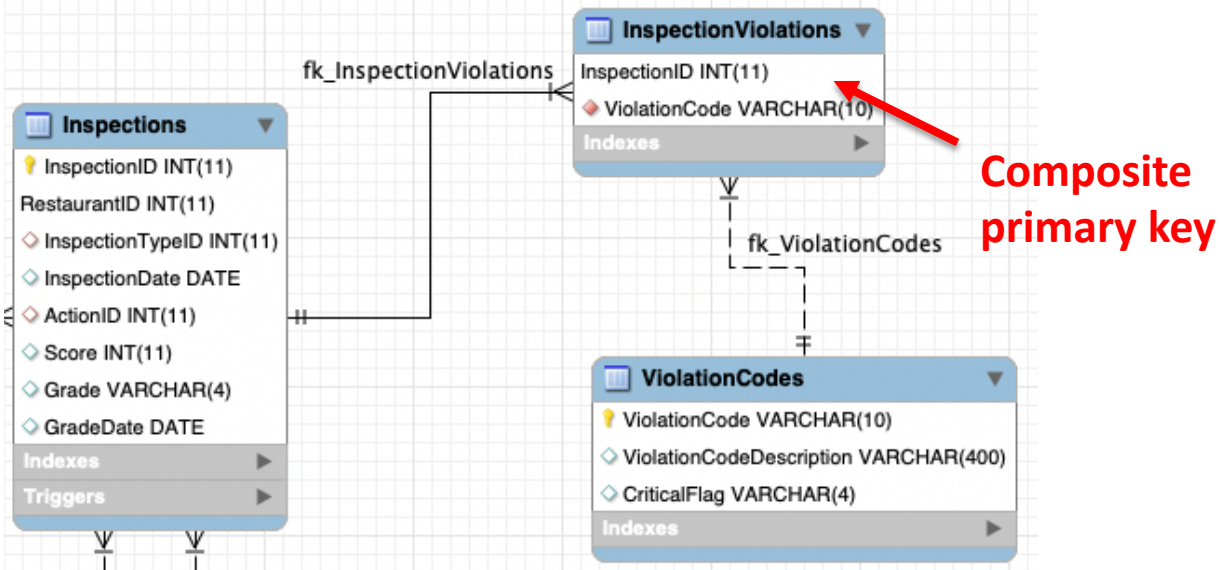 InspectionViolations
fk_InspectionViolations
InspectionID INT(11)
ViolationCode VARCHAR(10)
Indexes
Inspections
InspectionID INT(11)
RestaurantID INT(11)
InspectionTypeID INT(11)
InspectionDate DATE
ActionID INT(11)
Score INT(11)
Grade VARCHAR(4)
GradeDate DATE
Indexes
Triggers
Composite
primary key
fk_ViolationCodes
ViolationCodes
ViolationCode VARCHAR(10)
ViolationCodeDescription VARCHAR(400)
CriticalFlag VARCHAR(4)
Indexes